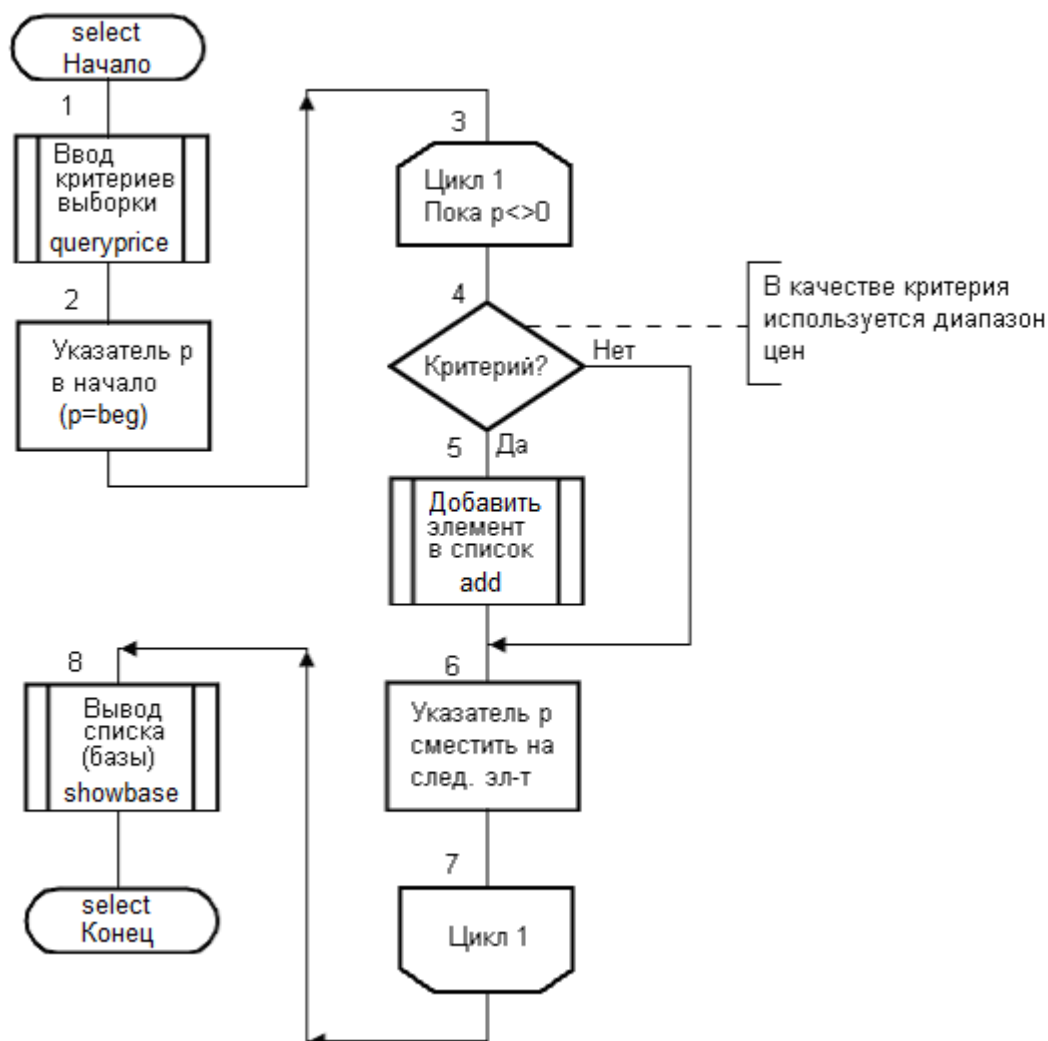 select
Начало
1
Ввод
критериев
выборки
queryprice
2
Указатель p
в начало
(p=beg)
3
Цикл 1
Пока p<>0
4
Критерий?
Нет
В качестве критерия
используется диапазон
цен
5
Да
Добавить
элемент
в список
add
6
Указатель p
сместить на
след. эл-т
7
Цикл 1
8
Вывод
списка
(базы)
showbase
select
Конец